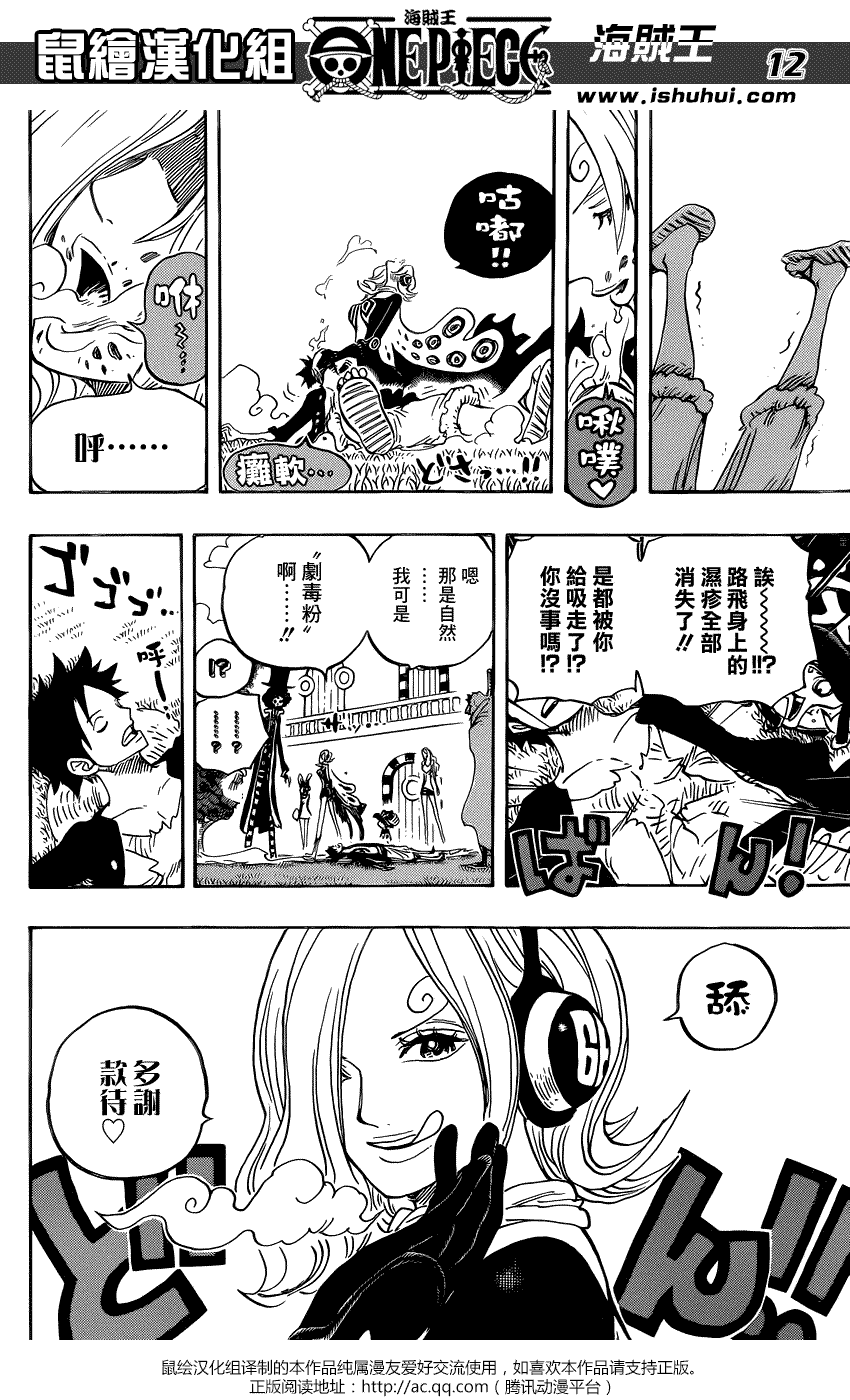 鼠繪漢化組
海賊王
ONE PIECE
海賊王
12
www.ishuhui.com
啾噗♡
咕嘟!!
癱軟…
どさっ…!!
咻~…
呼……
誒~~~~!!?
路飛身上的
濕疹全部
消失了!!
是都被你
給吸走了!?
你沒事嗎!?
ばん!
嗯
那是自然
……
我可是
“劇毒粉”
啊……!!
!?
…?
…?
ゴゴゴ…
呼—!
舔
多謝
款待♡
どん!!
鼠绘汉化组译制的本作品纯属漫友爱好交流使用，如喜欢本作品请支持正版。
正版阅读地址：http://ac.qq.com（腾讯动漫平台）